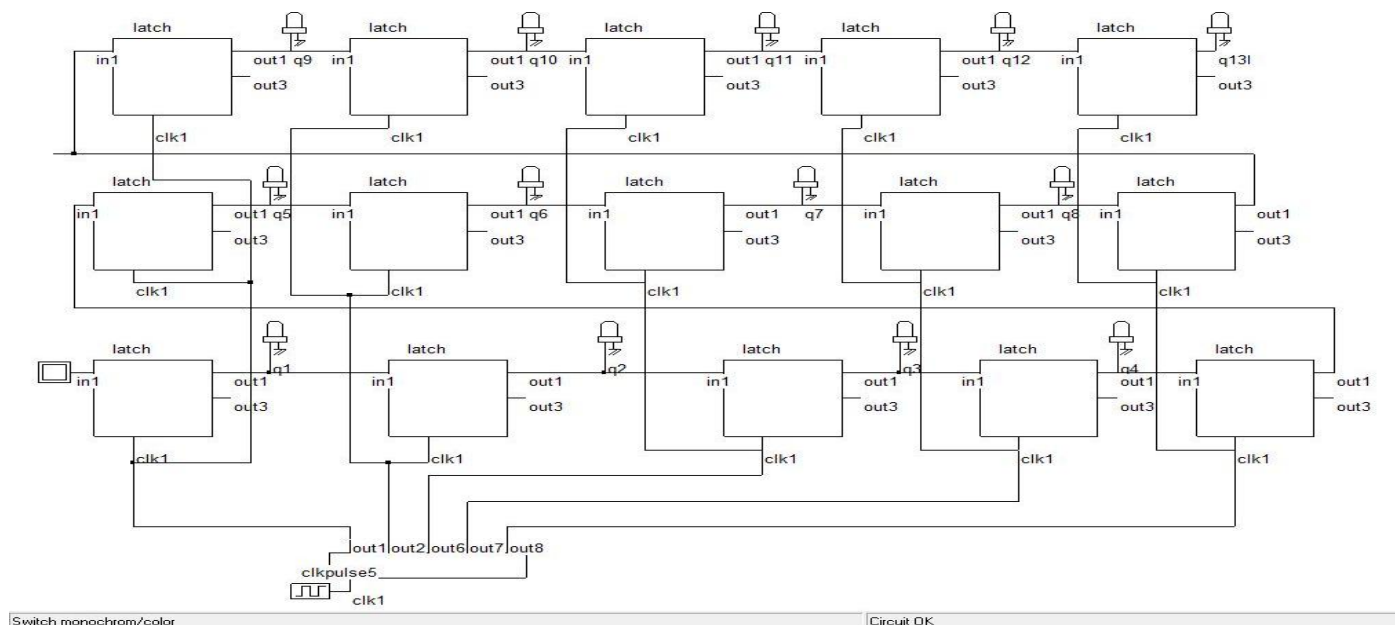 latch latch latch latch latch
in1 out1 q9 in1 out1 q10 in1 out1 q11 in1 out1 q12 in1 q13l
out3 out3 out3 out3 out3
clk1 clk1 clk1 clk1 clk1
latch latch latch latch latch
in1 out1 q5 in1 out1 q6 in1 out1 q7 in1 out1 q8 in1 out1
out3 out3 out3 out3 out3
clk1 clk1 clk1 clk1 clk1
latch latch latch latch latch
in1 out1 q1 in1 out1 q2 in1 out1 q3 in1 out1 q4 in1 out1
out3 out3 out3 out3 out3
clk1 clk1 clk1 clk1 clk1
out1 out2 out6 out7 out8
clkpulse5
clk1
Switch monochrom/color Circuit OK